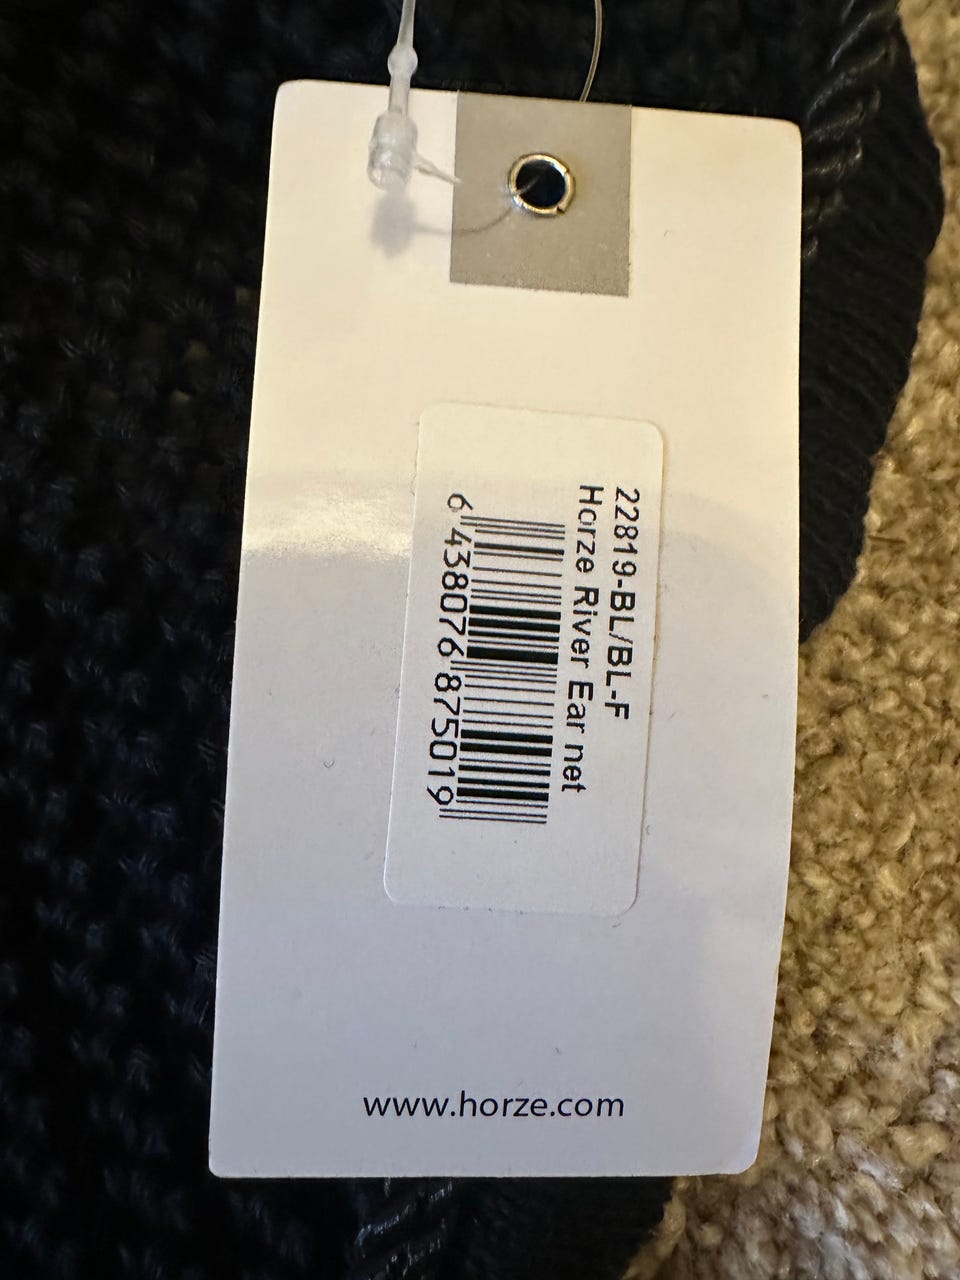 22819-BL/BL-F
Horze River Ear net
6 438076 875019
www.horze.com